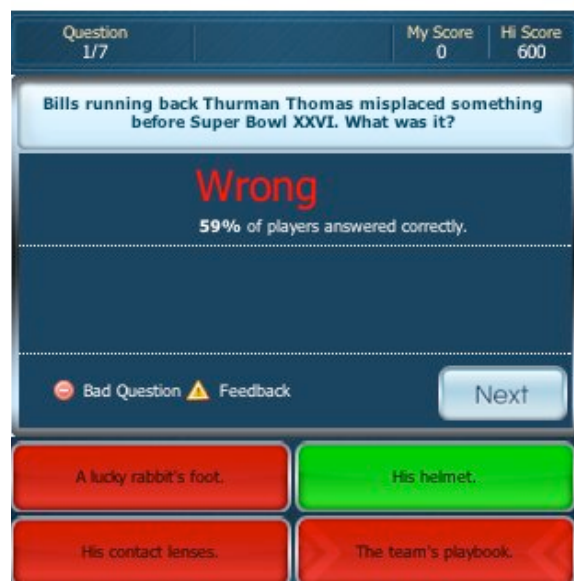 Question
1/7
My Score
0
Hi Score
600
Bills running back Thurman Thomas misplaced something
before Super Bowl XXVI. What was it?
Wrong
59% of players answered correctly.
Bad Question
Feedback
Next
A lucky rabbit's foot.
His helmet.
His contact lenses.
The team's playbook.